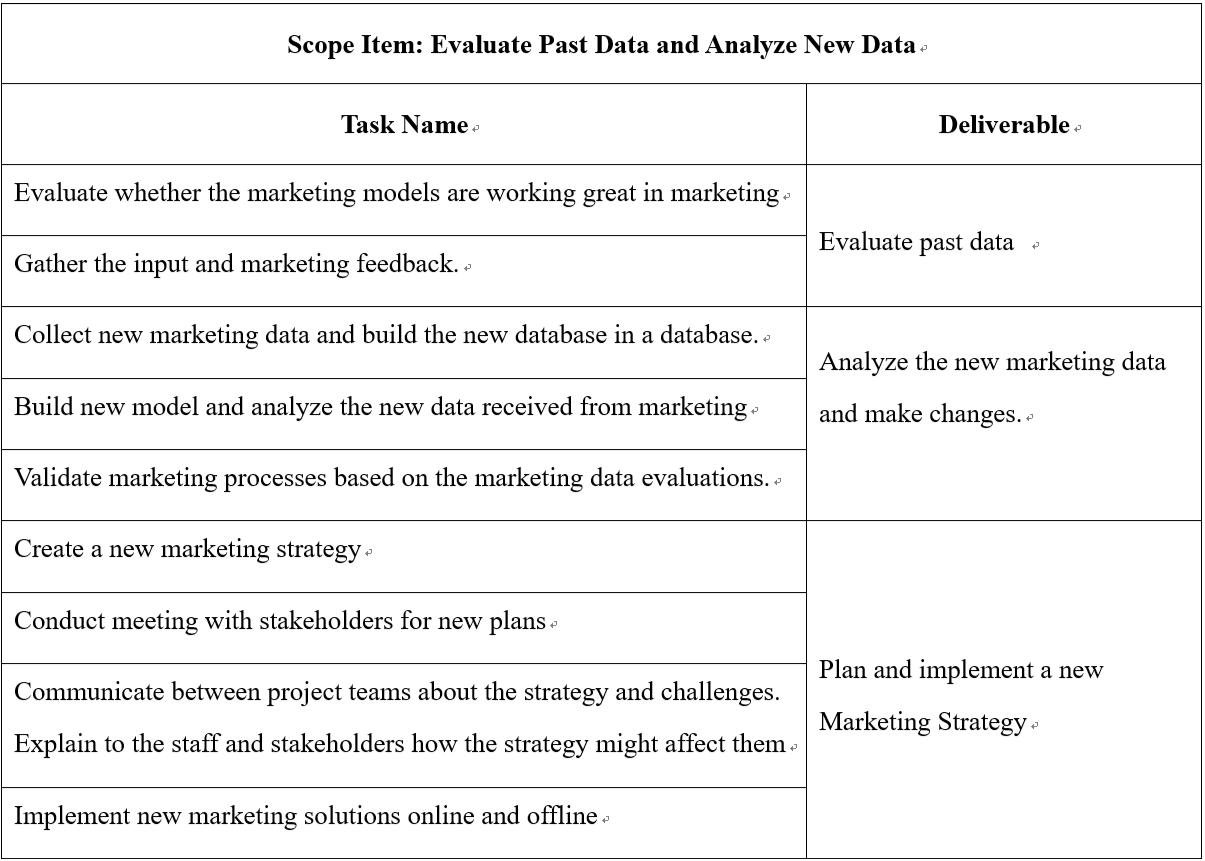 Scope Item: Evaluate Past Data and Analyze New Data
Task Name
Deliverable
Evaluate whether the marketing models are working great in marketing
Gather the input and marketing feedback.
Evaluate past data
Collect new marketing data and build the new database in a database.
Build new model and analyze the new data received from marketing
Validate marketing processes based on the marketing data evaluations.
Analyze the new marketing data
and make changes.
Create a new marketing strategy
Conduct meeting with stakeholders for new plans
Communicate between project teams about the strategy and challenges.
Explain to the staff and stakeholders how the strategy might affect them
Implement new marketing solutions online and offline
Plan and implement a new
Marketing Strategy